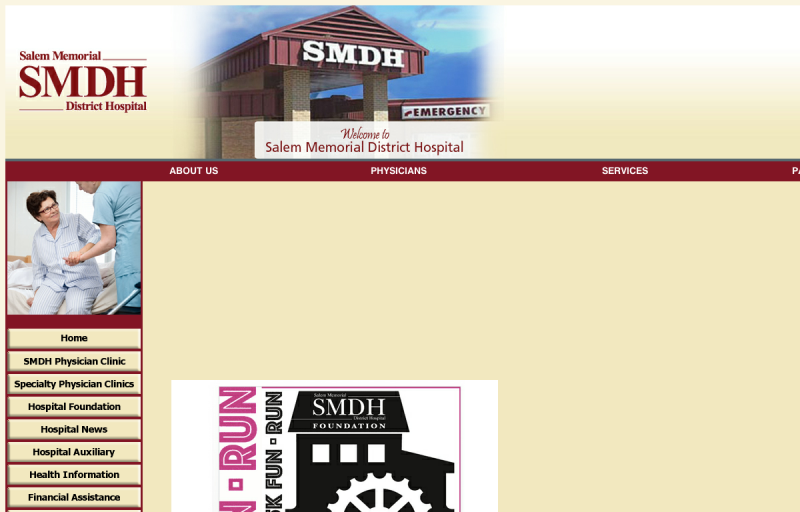 Salem Memorial
SMDH
District Hospital
SMDH
EMERGENCY
Welcome to
Salem Memorial District Hospital
ABOUT US
PHYSICIANS
SERVICES
Home
SMDH Physician Clinic
Specialty Physician Clinics
Hospital Foundation
Hospital News
Hospital Auxiliary
Health Information
Financial Assistance
RUN
FUN RUN
Salem Memorial
SMDH
District Hospital
FOUNDATION